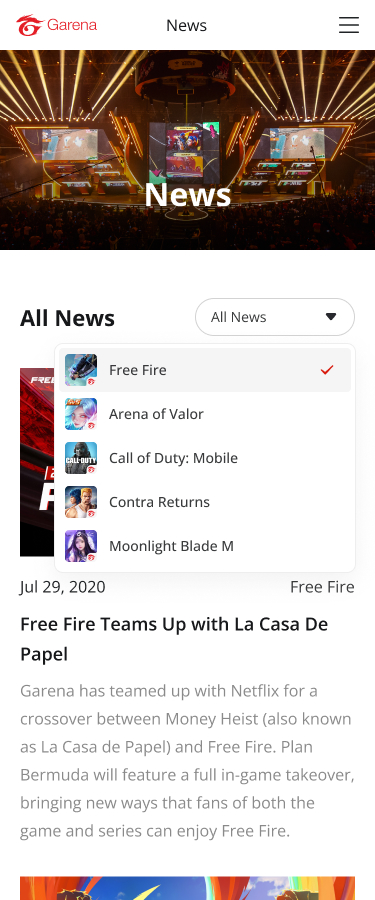 Garena
News
News
All News
All News
Free Fire
Arena of Valor
CALL OF DUTY
Call of Duty: Mobile
Contra Returns
Moonlight Blade M
Jul 29, 2020
Free Fire
Free Fire Teams Up with La Casa De
Papel
Garena has teamed up with Netflix for a
crossover between Money Heist (also known
as La Casa de Papel) and Free Fire. Plan
Bermuda will feature a full in-game takeover,
bringing new ways that fans of both the
game and series can enjoy Free Fire.